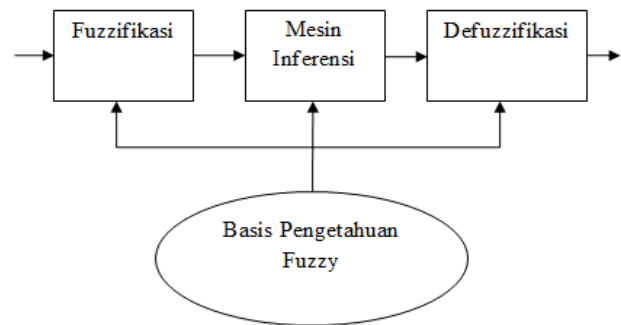 Fuzzifikasi
Mesin
Inferensi
Defuzzifikasi
Basis Pengetahuan
Fuzzy